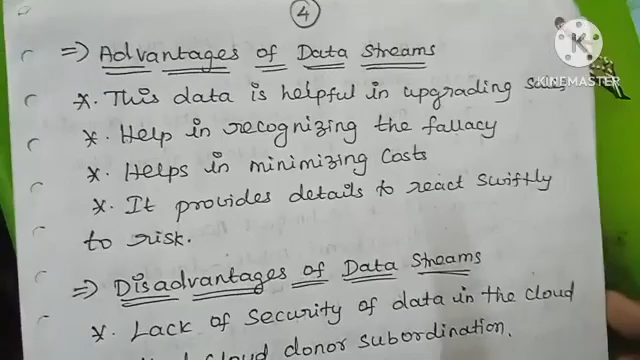 4
⇒ Advantages of Data Streams
*. This data is helpful in upgrading
K
KINEMASTER
*. Help in recognizing the fallacy
*. Helps in minimizing Costs
*. It provides details to react swiftly
to risk.
⇒ Disadvantages of Data Streams
*. Lack of Security of data in the cloud
cloud donor subordination.